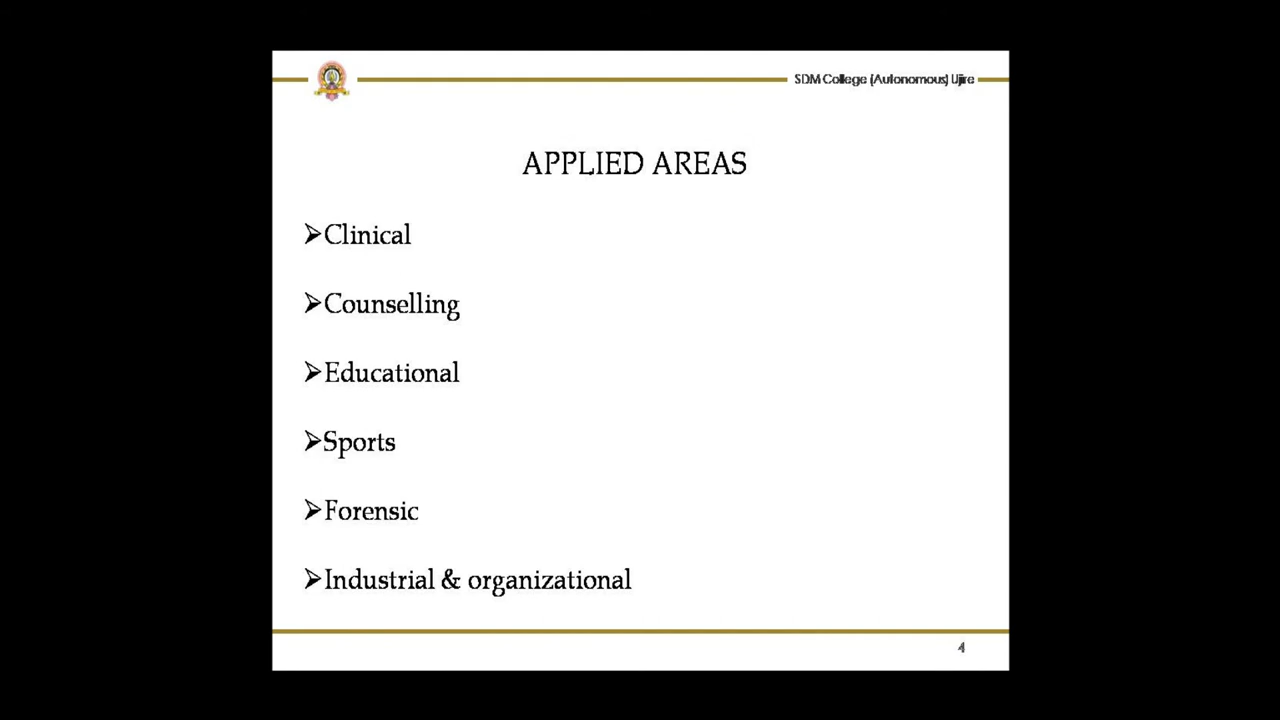 SDM College (Autonomous) Ujire
APPLIED AREAS
➢Clinical
➢Counselling
➢Educational
➢Sports
➢Forensic
➢Industrial & organizational
4